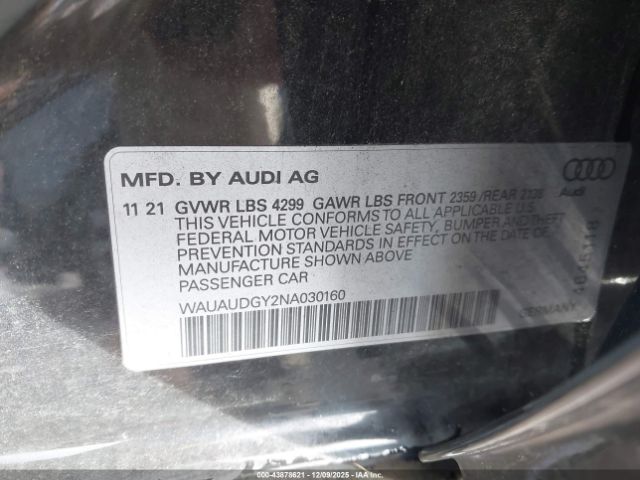 MFD. BY AUDI AG
11 21 GVWR LBS 4299 GAWR LBS FRONT 2359 /REAR
THIS VEHICLE CONFORMS TO ALL APPLICABLE U.S.
FEDERAL MOTOR VEHICLE SAFETY, BUMPER, AND THEFT
PREVENTION STANDARDS IN EFFECT ON THE DATE OF
MANUFACTURE SHOWN ABOVE
PASSENGER CAR
WAUAUDGY2NA030160
Audi
GERMANY
00-43878621 - 12/09/2025 - IAA Inc.